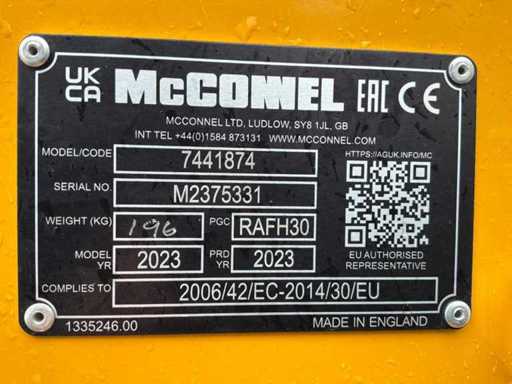 UK CA McCONNEL EAC CE
MCCONNEL LTD, LUDLOW, SY8 1JL, GB
INT TEL +44(0)1584 873131 WWW.MCCONNEL.COM
MODEL/CODE 7441874
HTTPS://AGUK.INFO/MC
SERIAL NO. M2375331
WEIGHT (KG) 196 PGC RAFH30
MODEL YR 2023 PRD YR 2023
EU AUTHORISED
REPRESENTATIVE
COMPLIES TO 2006/42/EC-2014/30/EU
1335246.00 MADE IN ENGLAND